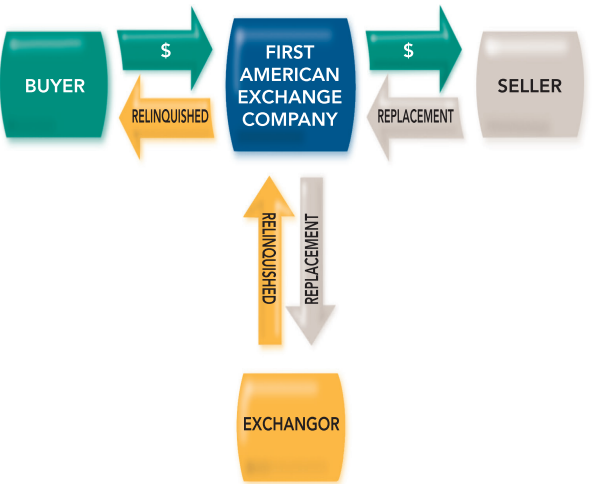 BUYER
$
RELINQUISHED
FIRST
AMERICAN
EXCHANGE
COMPANY
$
REPLACEMENT
SELLER
RELINQUISHED
REPLACEMENT
EXCHANGOR